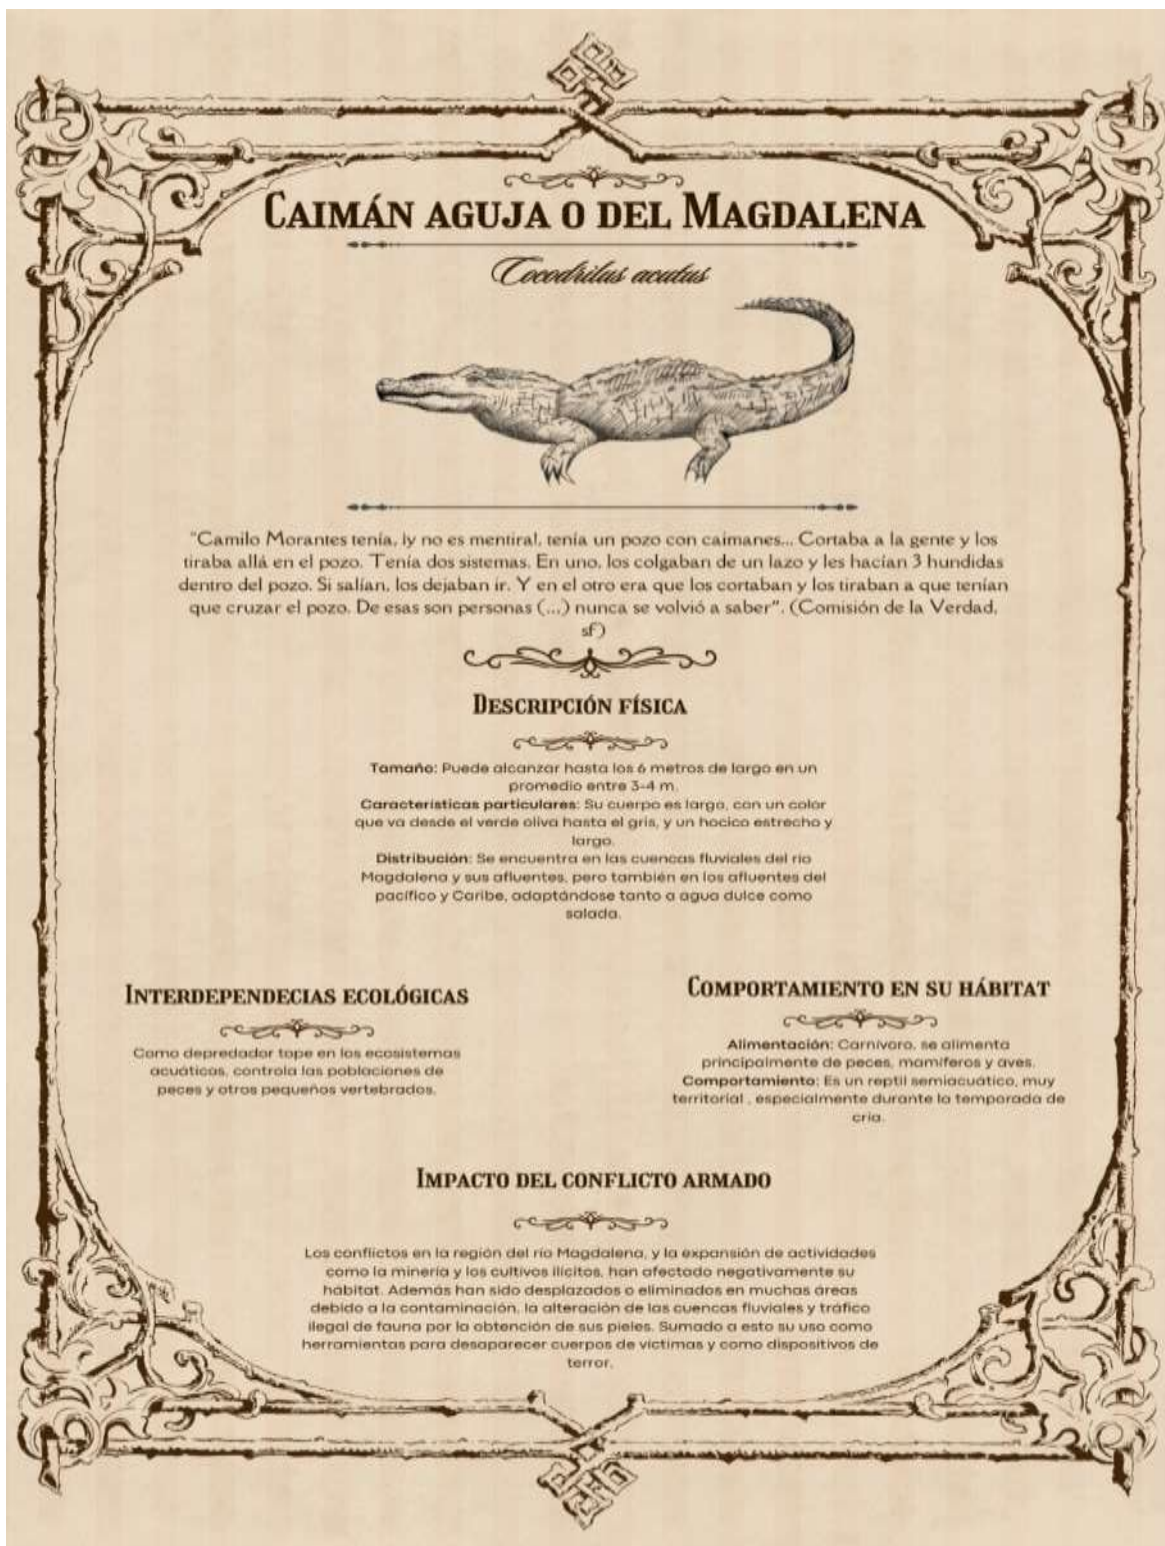 CAIMÁN AGUJA O DEL MAGDALENA
Cocodrilus acutus
"Camilo Morantes tenía, ¡y no es mentira!, tenía un pozo con caimanes... Cortaba a la gente y los
tiraba allá en el pozo. Tenía dos sistemas. En uno, los colgaban de un lazo y les hacían 3 hundidas
dentro del pozo. Si salían, los dejaban ir. Y en el otro era que los cortaban y los tiraban a que tenían
que cruzar el pozo. De esas son personas (...) nunca se volvió a saber". (Comisión de la Verdad,
sf)
DESCRIPCIÓN FÍSICA
Tamaño: Puede alcanzar hasta los 6 metros de largo en un
promedio entre 3-4 m.
Características particulares: Su cuerpo es largo, con un color
que va desde el verde oliva hasta el gris, y un hocico estrecho y
largo.
Distribución: Se encuentra en las cuencas fluviales del río
Magdalena y sus afluentes, pero también en los afluentes del
pacífico y Caribe, adaptándose tanto a agua dulce como
salada.
INTERDEPENDECIAS ECOLÓGICAS
Como depredador tope en los ecosistemas
acuáticos, controla las poblaciones de
peces y otros pequeños vertebrados.
COMPORTAMIENTO EN SU HÁBITAT
Alimentación: Carnívoro, se alimenta
principalmente de peces, mamíferos y aves.
Comportamiento: Es un reptil semiacuático, muy
territorial , especialmente durante la temporada de
cría.
IMPACTO DEL CONFLICTO ARMADO
Los conflictos en la región del río Magdalena, y la expansión de actividades
como la minería y los cultivos ilícitos, han afectado negativamente su
hábitat. Además han sido desplazados o eliminados en muchas áreas
debido a la contaminación, la alteración de las cuencas fluviales y tráfico
ilegal de fauna por la obtención de sus pieles. Sumado a esto su uso como
herramientas para desaparecer cuerpos de víctimas y como dispositivos de
terror.